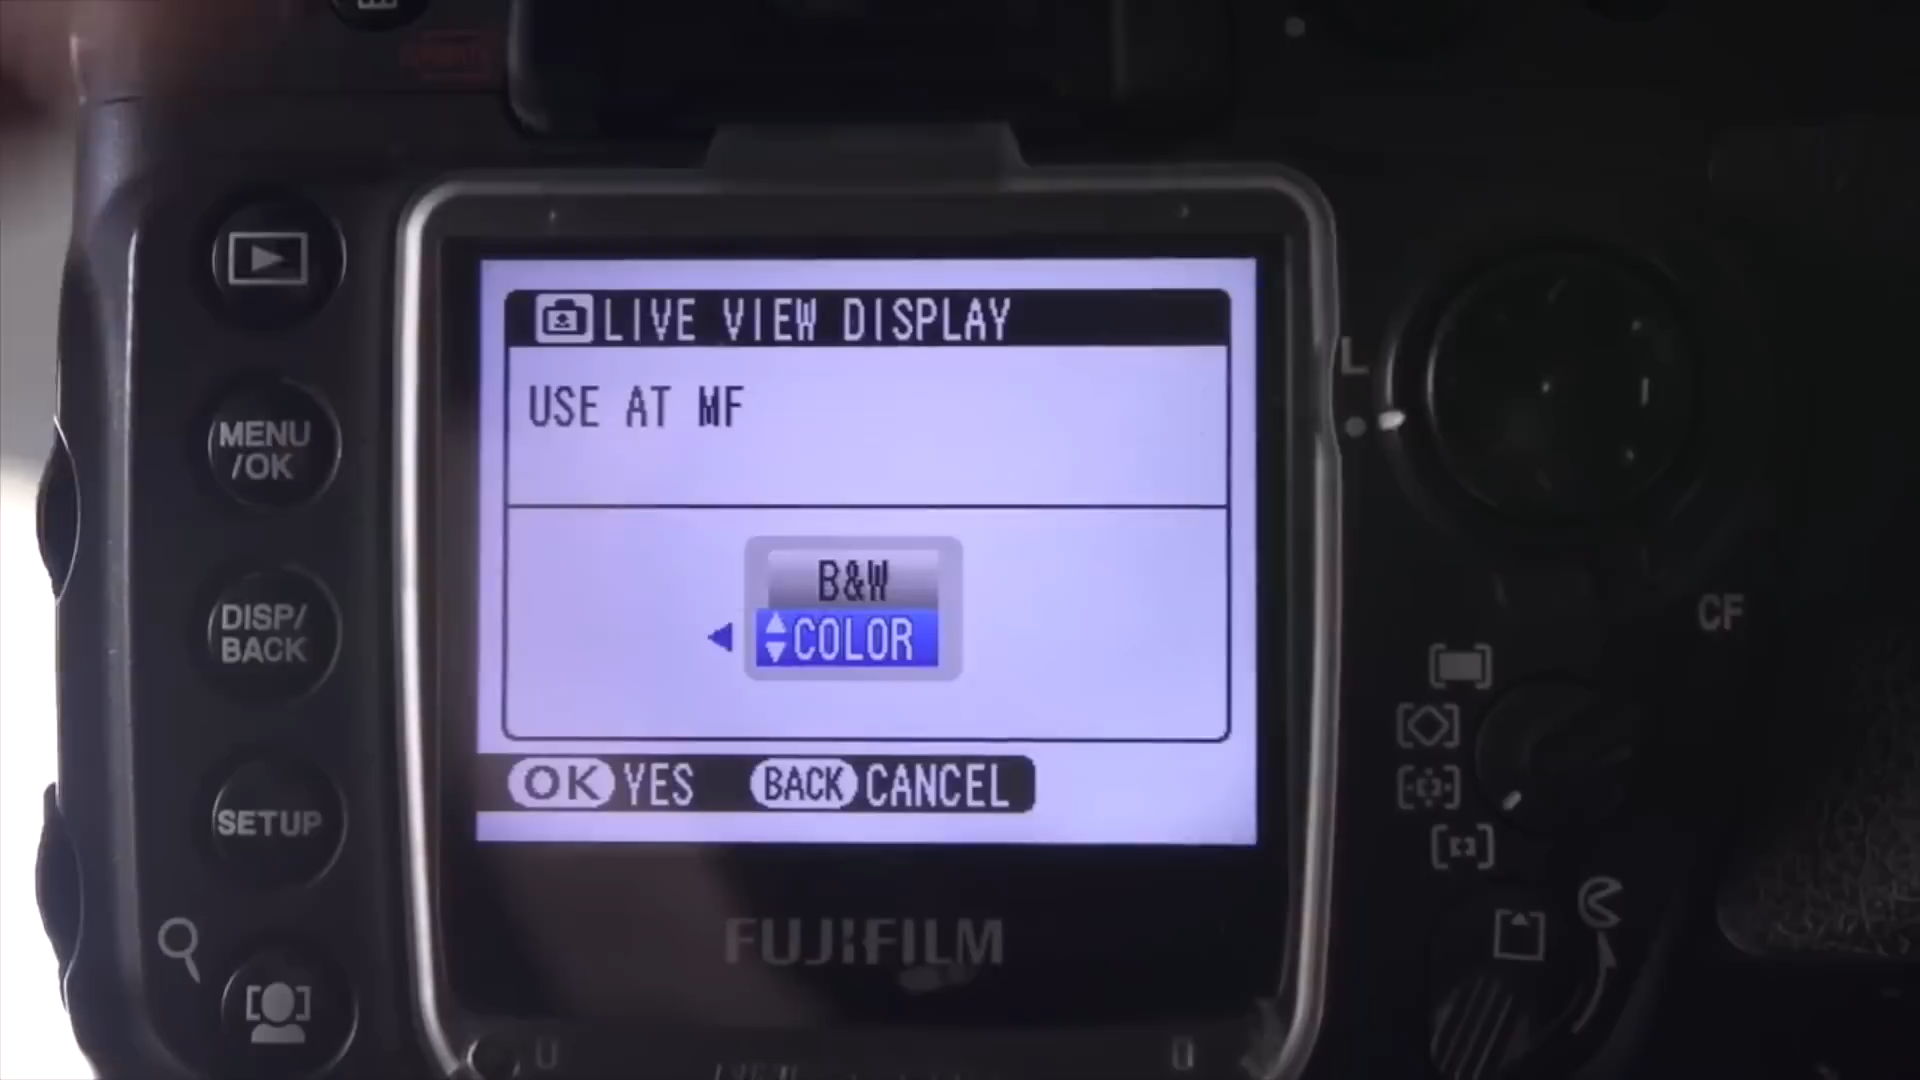 LIVE VIEW DISPLAY
USE AT MF
B&W
COLOR
OK YES BACK CANCEL
FUJIFILM
MENU
/OK
DISP/
BACK
SETUP
L
CF